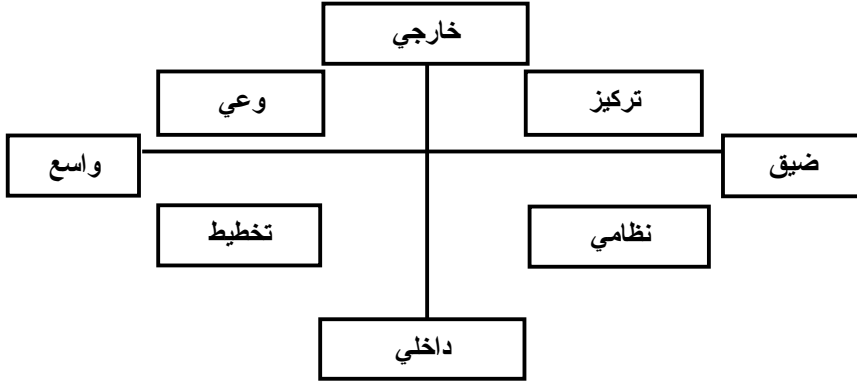 خارجي
تركيز
وعي
ضيق
واسع
نظامي
تخطيط
داخلي